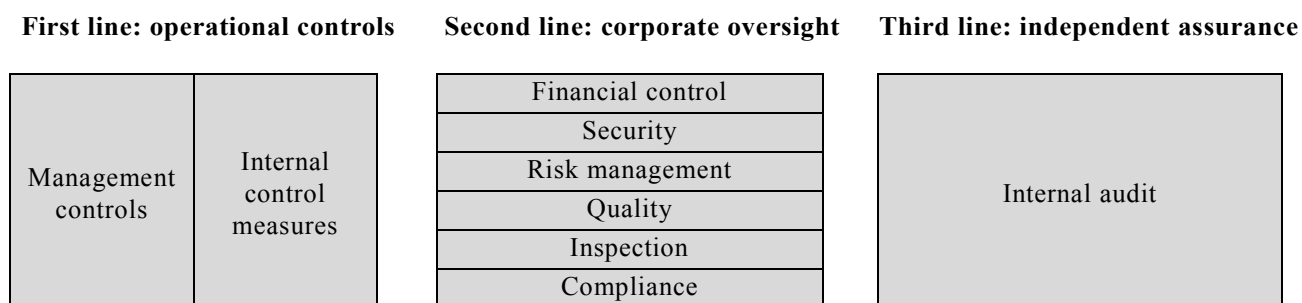 First line: operational controls
Second line: corporate oversight
Third line: independent assurance
Management
controls
Internal
control
measures
Financial control
Security
Risk management
Quality
Inspection
Compliance
Internal audit